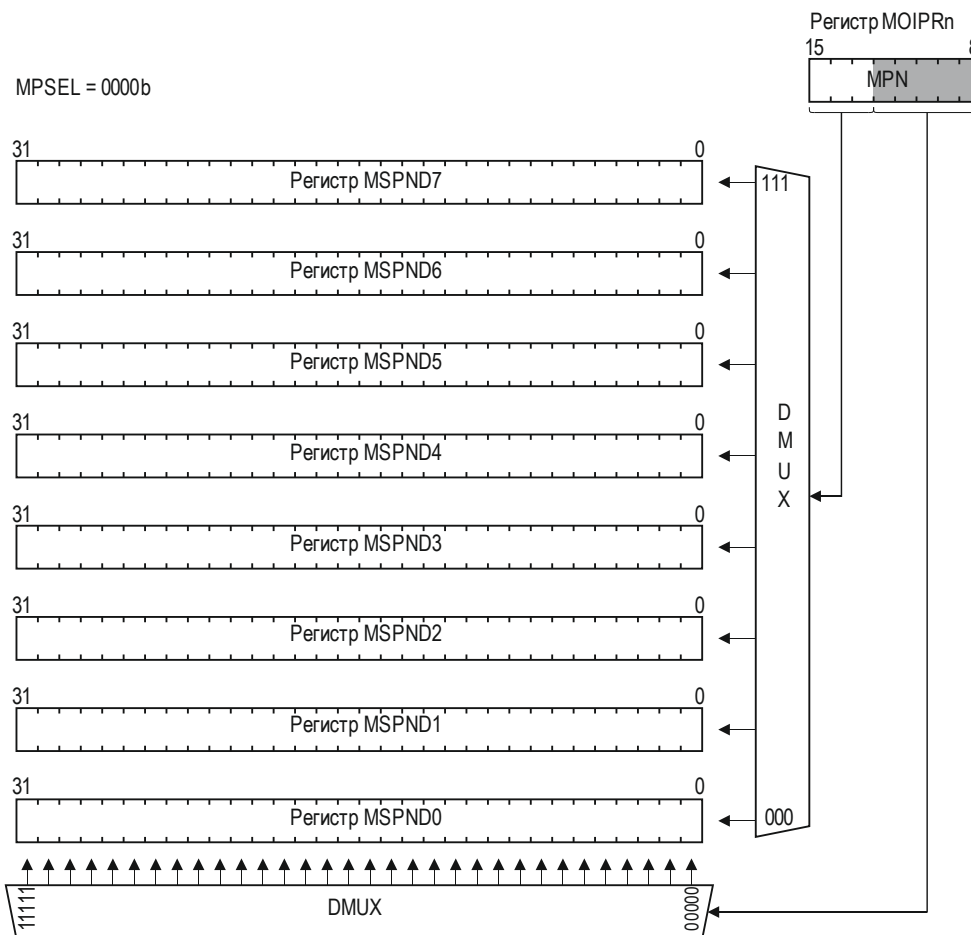 Регистр MOIPRn
15 8
MPN
MPSEL = 0000b
31 0
Регистр MSPND7
111
31 0
Регистр MSPND6
31 0
Регистр MSPND5
31 0
Регистр MSPND4
D
M
U
X
31 0
Регистр MSPND3
31 0
Регистр MSPND2
31 0
Регистр MSPND1
31 0
Регистр MSPND0
000
11111
DMUX
00000